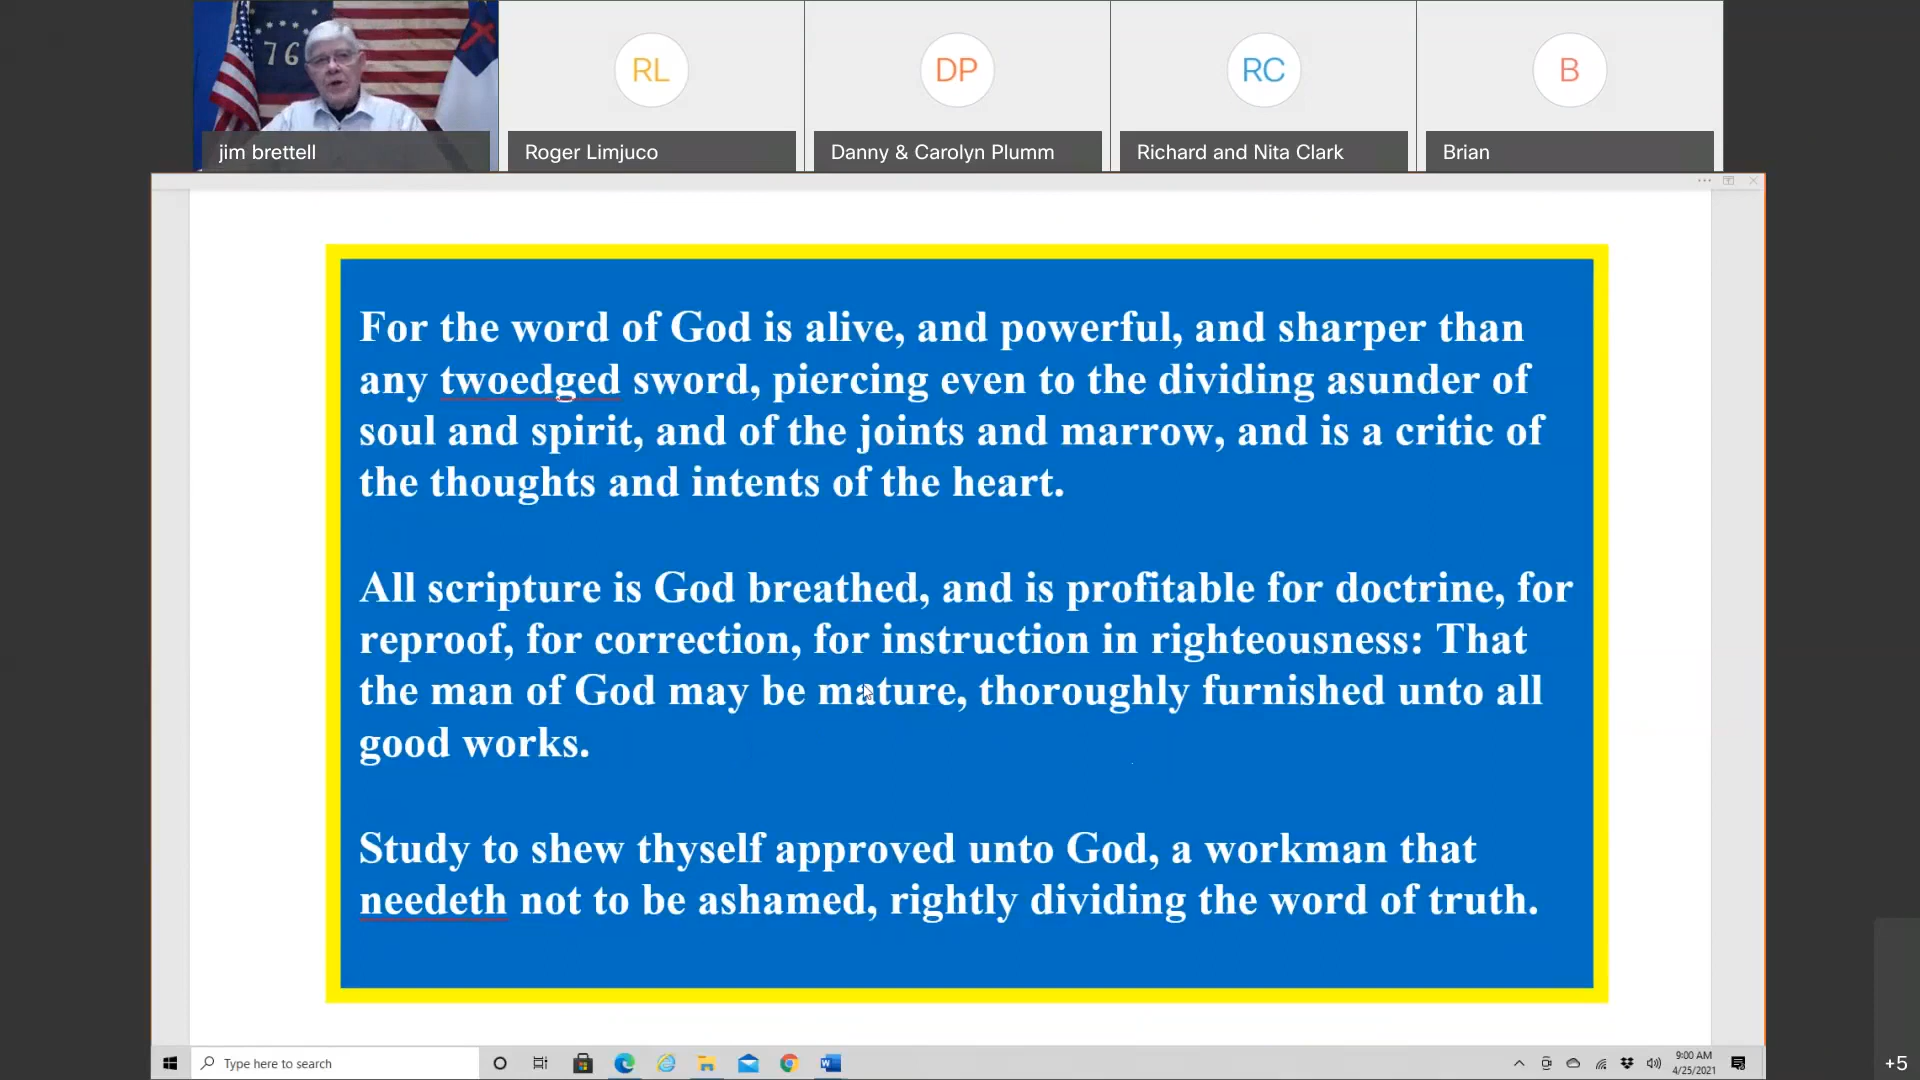 76
RL
DP
RC
B
jim brettell
Roger Limjuco
Danny & Carolyn Plumm
Richard and Nita Clark
Brian
For the word of God is alive, and powerful, and sharper than
any twoedged sword, piercing even to the dividing asunder of
soul and spirit, and of the joints and marrow, and is a critic of
the thoughts and intents of the heart.
All scripture is God breathed, and is profitable for doctrine, for
reproof, for correction, for instruction in righteousness: That
the man of God may be mature, thoroughly furnished unto all
good works.
Study to shew thyself approved unto God, a workman that
needeth not to be ashamed, rightly dividing the word of truth.
Type here to search
9:00 AM
4/25/2021
+5